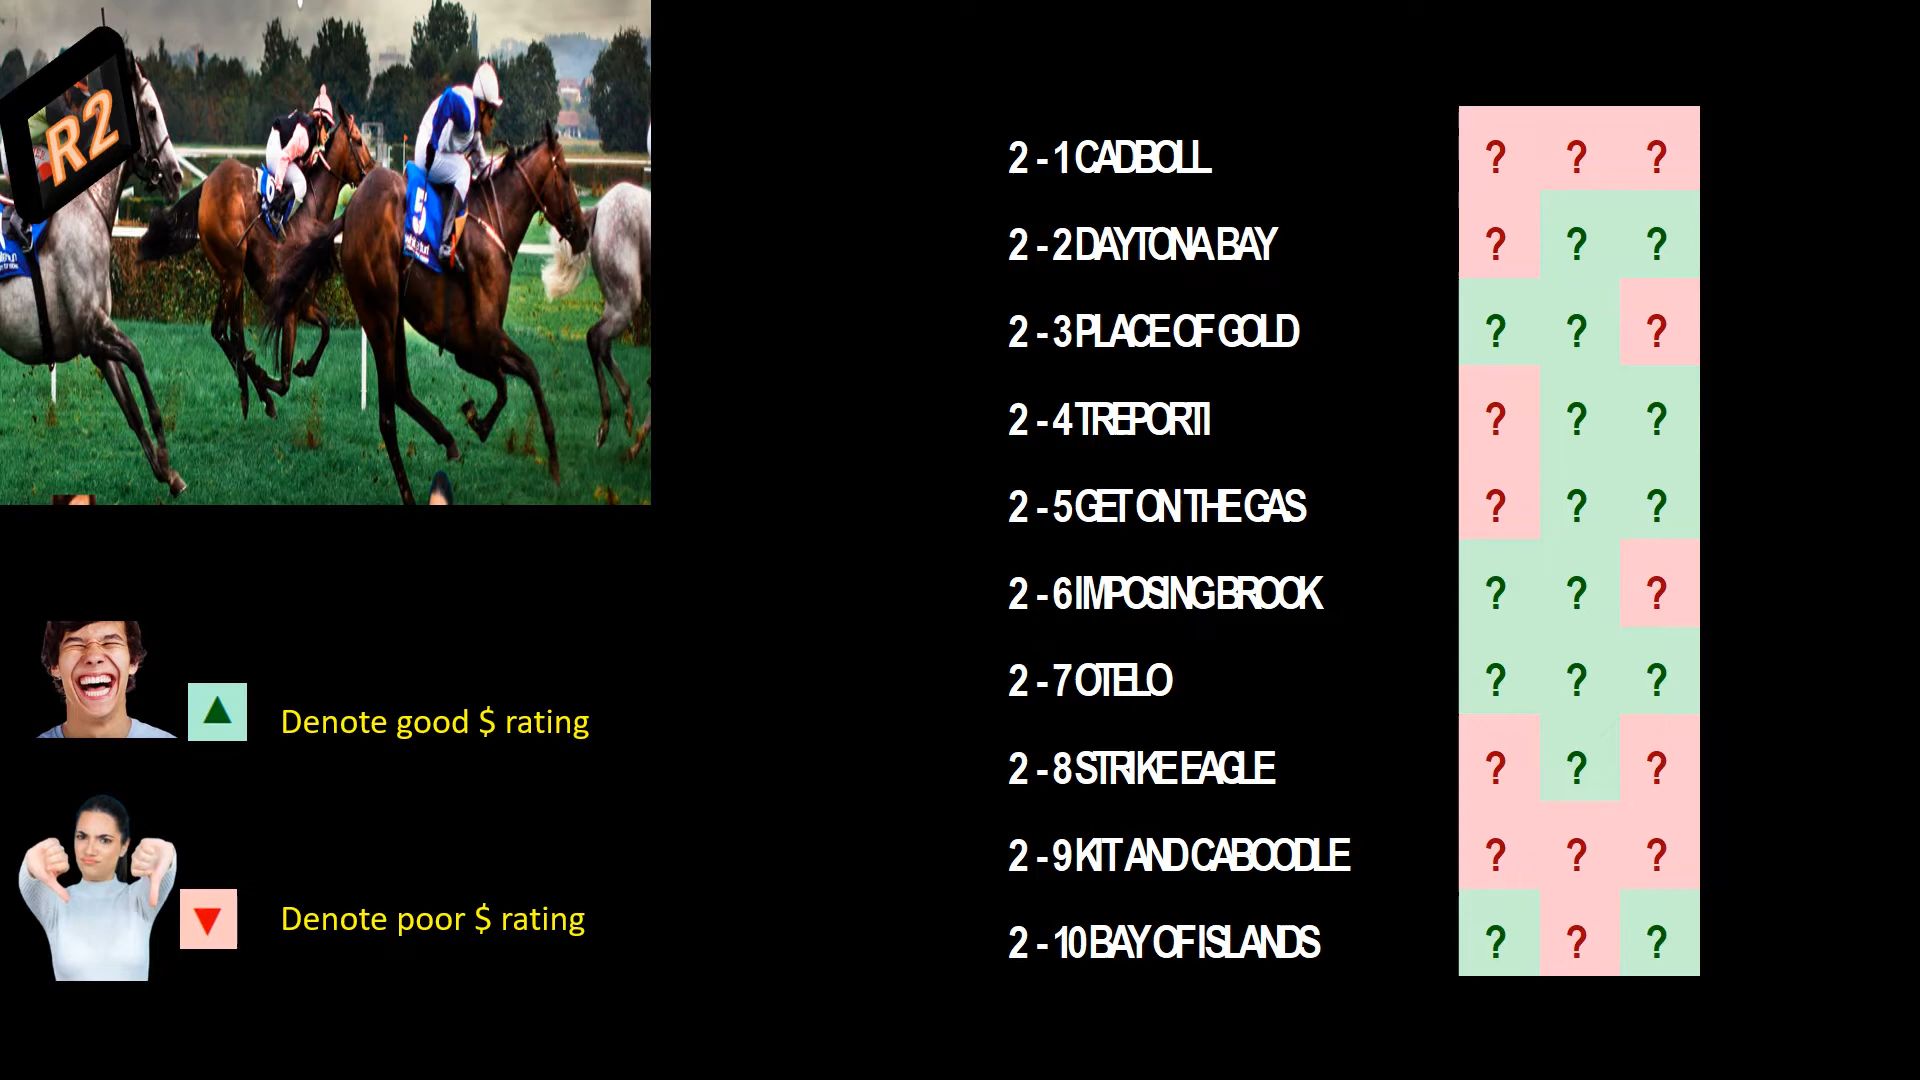 R2
5
6
2 - 1 CADBOLL ? ? ?
2 - 2 DAYTONA BAY ? ? ?
2 - 3 PLACE OF GOLD ? ? ?
2 - 4 TREPORTI ? ? ?
2 - 5 GET ON THE GAS ? ? ?
2 - 6 IMPOSING BROOK ? ? ?
2 - 7 OTELO ? ? ?
2 - 8 STRIKE EAGLE ? ? ?
2 - 9 KIT AND CABOODLE ? ? ?
2 - 10 BAY OF ISLANDS ? ? ?
Denote good $ rating
Denote poor $ rating